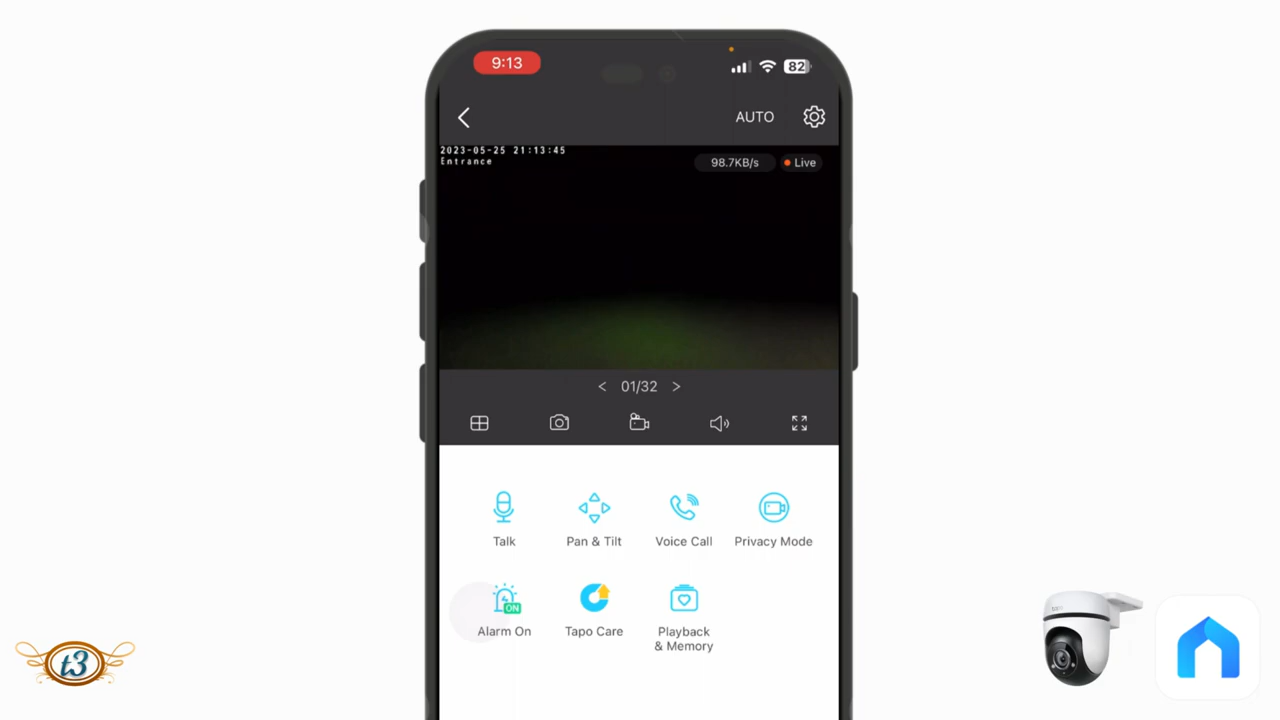 9:13
82
AUTO
2023-05-25 21:13:45
Entrance
98.7KB/s
Live
01/32
Talk
Pan & Tilt
Voice Call
Privacy Mode
ON
Alarm On
Tapo Care
Playback
& Memory
t3
tapo